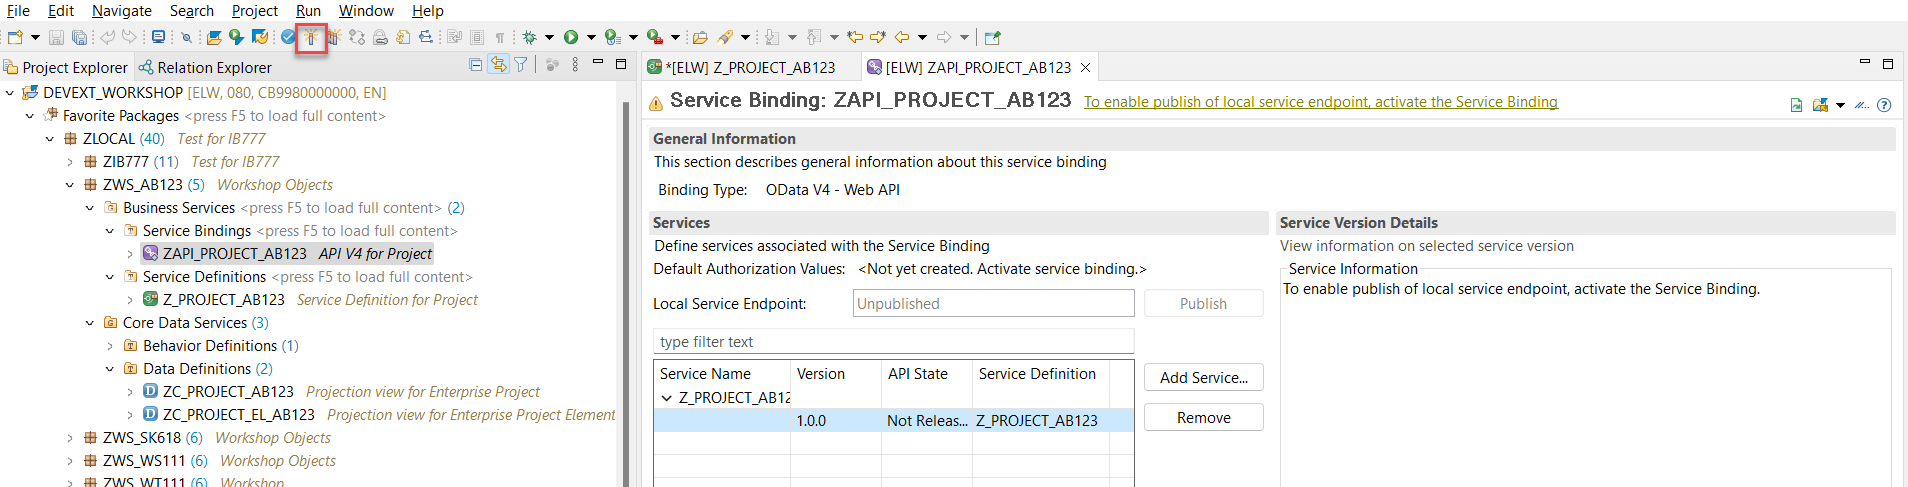 File Edit Navigate Search Project Run Window Help
Project Explorer Relation Explorer
DEVEXT_WORKSHOP [ELW, 080, CB9980000000, EN]
Favorite Packages <press F5 to load full content>
ZLOCAL (40) Test for IB777
ZIB777 (11) Test for IB777
ZWS_AB123 (5) Workshop Objects
Business Services <press F5 to load full content> (2)
Service Bindings <press F5 to load full content>
ZAPI_PROJECT_AB123 API V4 for Project
Service Definitions <press F5 to load full content>
Z_PROJECT_AB123 Service Definition for Project
Core Data Services (3)
Behavior Definitions (1)
Data Definitions (2)
ZC_PROJECT_AB123 Projection view for Enterprise Project
ZC_PROJECT_EL_AB123 Projection view for Enterprise Project Element
ZWS_SK618 (6) Workshop Objects
ZWS_WS111 (6) Workshop Objects
ZWS_WT111 (6) Workshop
*[ELW] Z_PROJECT_AB123 [ELW] ZAPI_PROJECT_AB123
Service Binding: ZAPI_PROJECT_AB123 To enable publish of local service endpoint, activate the Service Binding
General Information
This section describes general information about this service binding
Binding Type: OData V4 - Web API
Services
Define services associated with the Service Binding
Default Authorization Values: <Not yet created. Activate service binding.>
Local Service Endpoint: Unpublished Publish
type filter text
Service Name Version API State Service Definition
Z_PROJECT_AB12
1.0.0 Not Releas... Z_PROJECT_AB123
Add Service...
Remove
Service Version Details
View information on selected service version
Service Information
To enable publish of local service endpoint, activate the Service Binding.